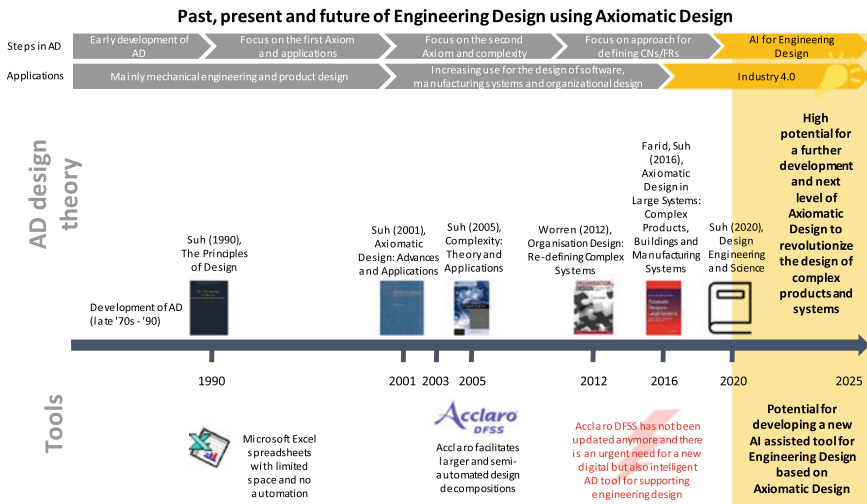 Past, present and future of Engineering Design using Axiomatic Design
Steps in AD
Early development of
AD
Focus on the first Axiom
and applications
Focus on the second
Axiom and complexity
Focus on approach for
defining CNs/FRs
AI for Engineering
Design
Applications
Mainly mechanical engineering and product design
Increasing use for the design of software,
manufacturing systems and organizational design
Industry 4.0
AD design
theory
Development of AD
(late '70s - '90)
Suh (1990),
The Principles
of Design
Suh (2001),
Axiomatic
Design: Advances
and Applications
Suh (2005),
Complexity:
Theory and
Applications
Worren (2012),
Organisation Design:
Re-defining Complex
Systems
Farid, Suh
(2016),
Axiomatic
Design in
Large Systems:
Complex
Products,
Buildings and
Manufacturing
Systems
Suh (2020),
Design
Engineering
and Science
High
potential for
a further
development
and next
level of
Axiomatic
Design to
revolutionize
the design of
complex
products and
systems
ORGANISATION
DESIGN
Axiomatic
Design in
Large Systems
1990
2001
2003
2005
2012
2016
2020
2025
Tools
Microsoft Excel
spreadsheets
with limited
space and no
automation
Acclaro
DFSS
Acclaro facilitates
larger and semi-
automated design
decompositions
Acclaro DFSS has not been
updated anymore and there
is an urgent need for a new
digital but also intelligent
AD tool for supporting
engineering design
Potential for
developing a new
AI assisted tool for
Engineering Design
based on
Axiomatic Design